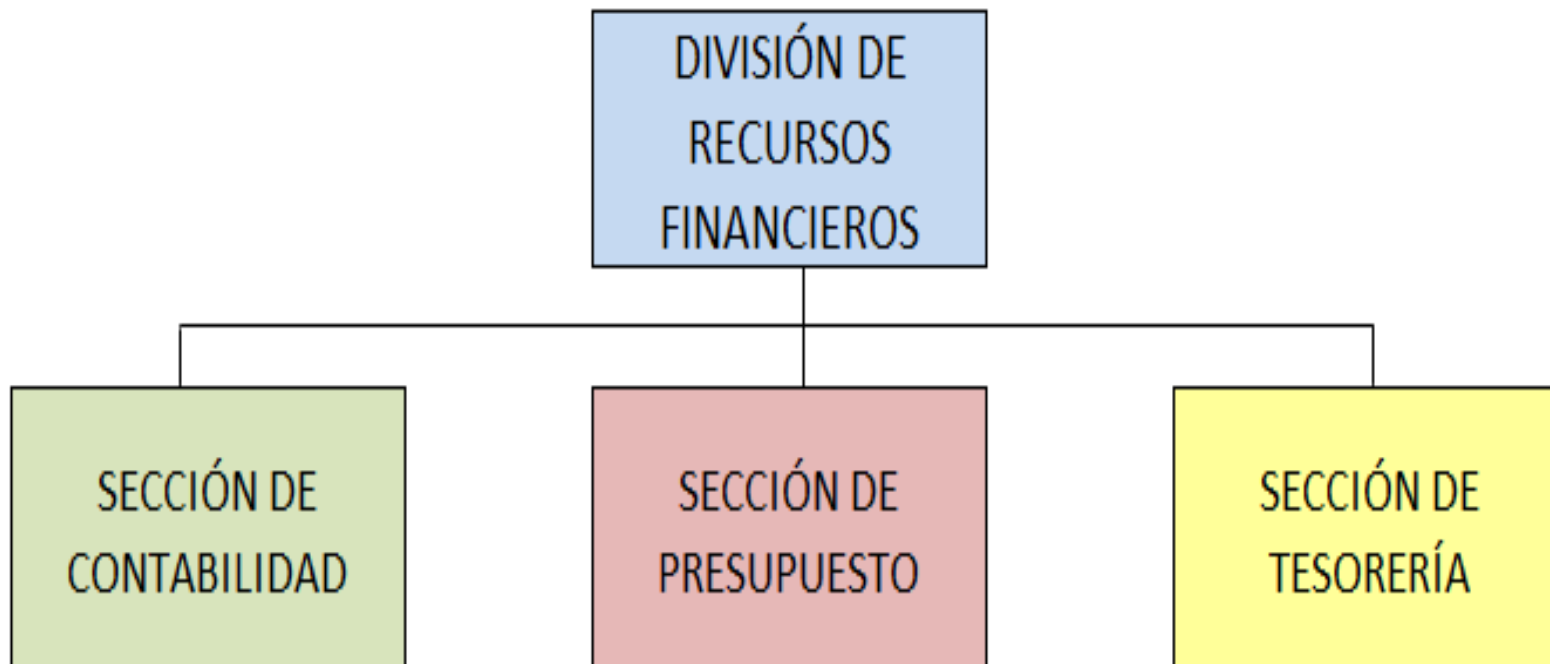 DIVISIÓN DE
RECURSOS
FINANCIEROS
SECCIÓN DE
CONTABILIDAD
SECCIÓN DE
PRESUPUESTO
SECCIÓN DE
TESORERÍA